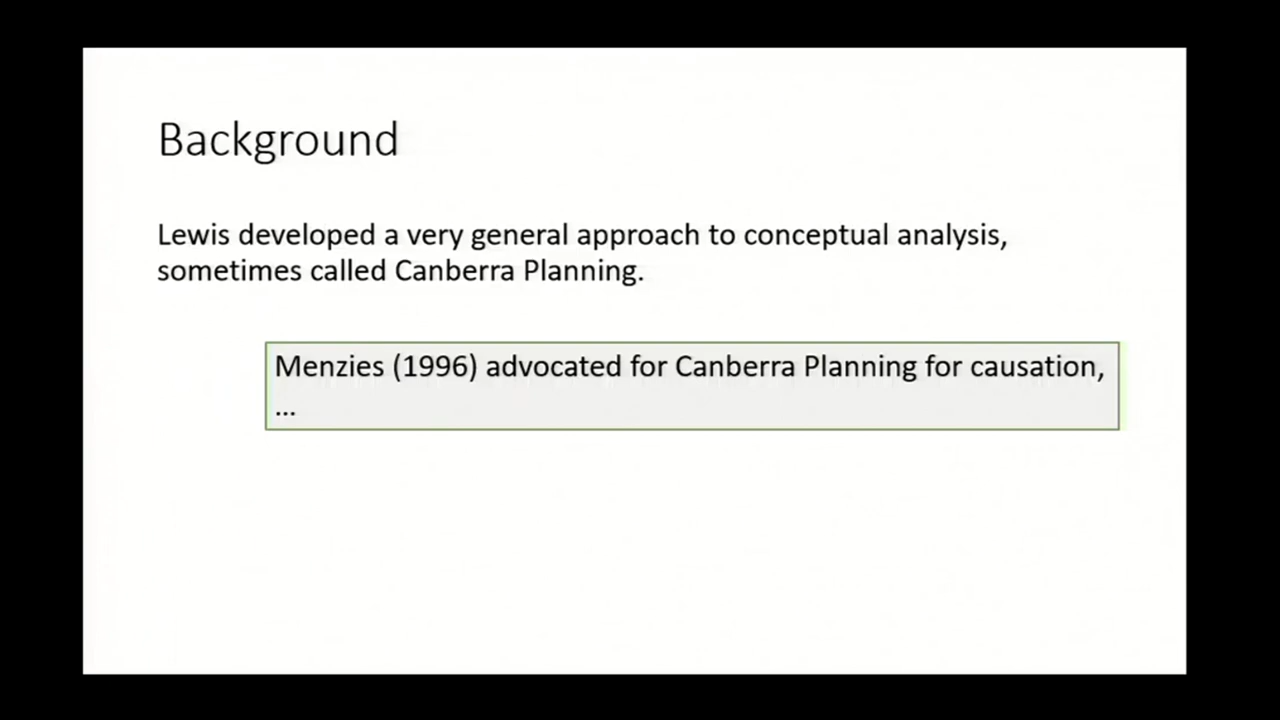 Background
Lewis developed a very general approach to conceptual analysis,
sometimes called Canberra Planning.
Menzies (1996) advocated for Canberra Planning for causation,
...